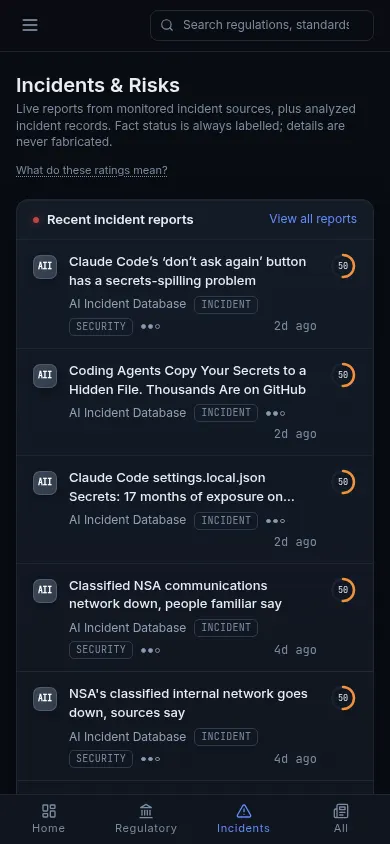 Search regulations, standards
Incidents & Risks
Live reports from monitored incident sources, plus analyzed
incident records. Fact status is always labelled; details are
never fabricated.
What do these ratings mean?
Recent incident reports
View all reports
AII
Claude Code’s ‘don’t ask again’ button
has a secrets-spilling problem
50
AI Incident Database
INCIDENT
SECURITY
2d ago
AII
Coding Agents Copy Your Secrets to a
Hidden File. Thousands Are on GitHub
50
AI Incident Database
INCIDENT
2d ago
AII
Claude Code settings.local.json
Secrets: 17 months of exposure on...
50
AI Incident Database
INCIDENT
2d ago
AII
Classified NSA communications
network down, people familiar say
50
AI Incident Database
INCIDENT
SECURITY
4d ago
AII
NSA's classified internal network goes
down, sources say
50
AI Incident Database
INCIDENT
SECURITY
4d ago
Home
Regulatory
Incidents
All